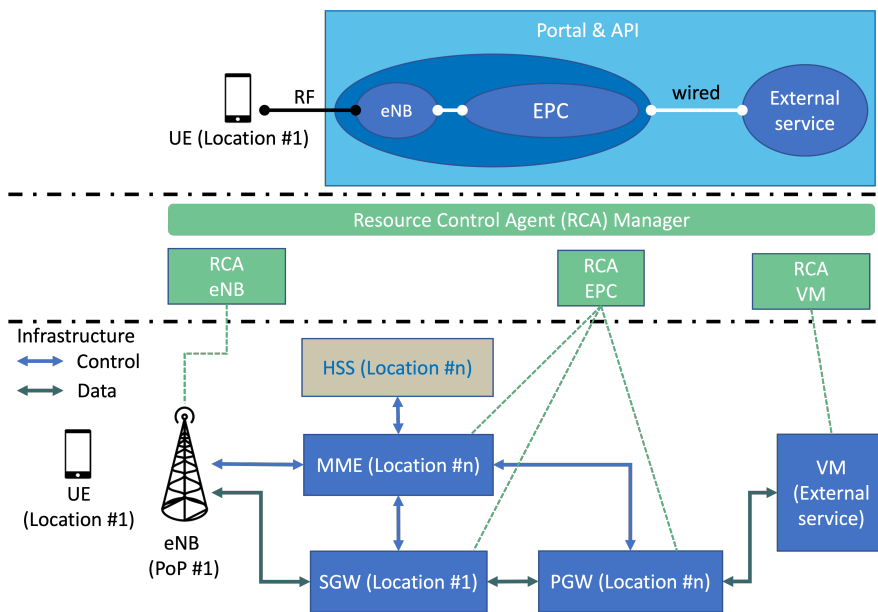 Portal & API
RF
eNB
EPC
wired
External
service
UE (Location #1)
Resource Control Agent (RCA) Manager
RCA
eNB
RCA
EPC
RCA
VM
Infrastructure
Control
Data
HSS (Location #n)
MME (Location #n)
VM
(External
service)
UE
(Location #1)
eNB
(PoP #1)
SGW (Location #1)
PGW (Location #n)